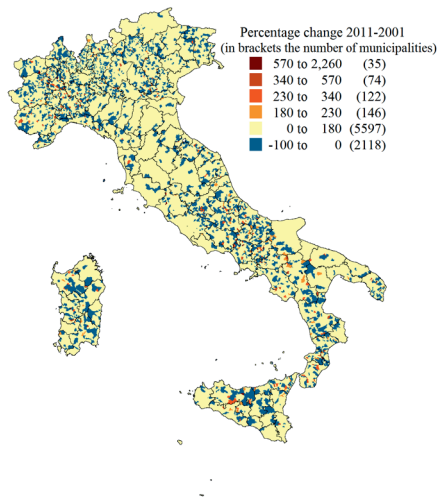 Percentage change 2011-2001
(in brackets the number of municipalities)
570 to 2,260 (35)
340 to 570 (74)
230 to 340 (122)
180 to 230 (146)
0 to 180 (5597)
-100 to 0 (2118)